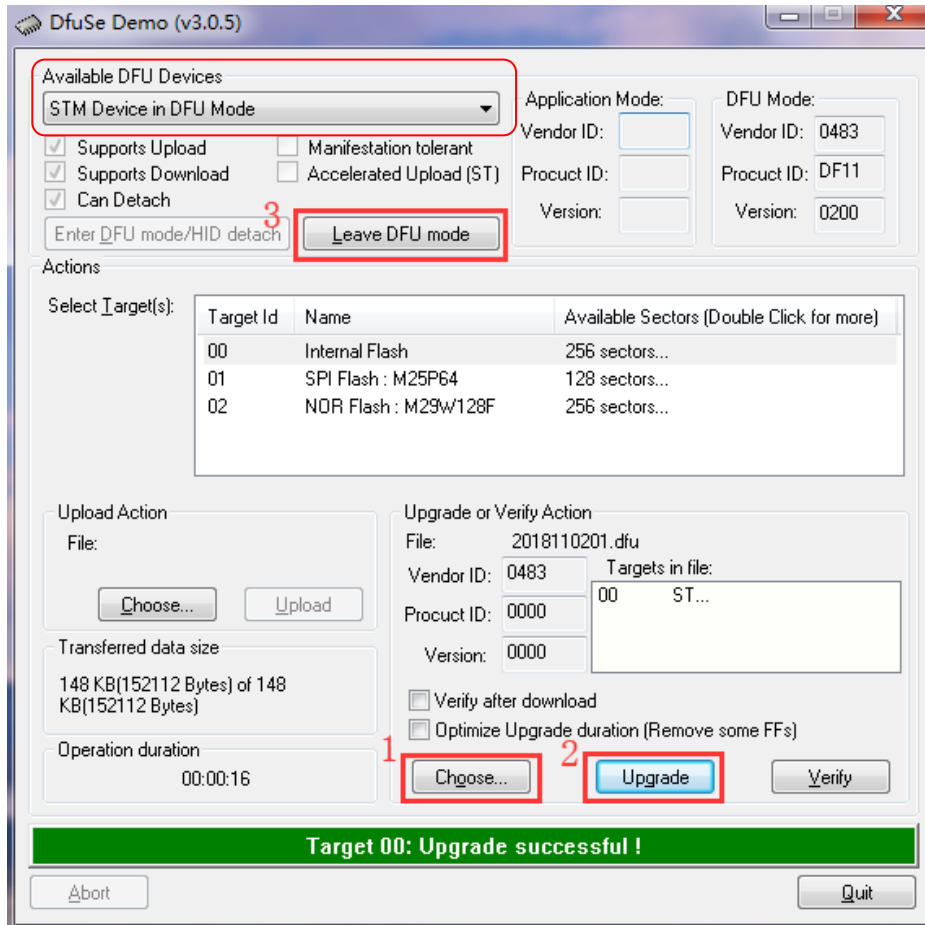 DfuSe Demo (v3.0.5)
Available DFU Devices
STM Device in DFU Mode
Supports Upload
Manifestation tolerant
Supports Download
Accelerated Upload (ST)
Can Detach
3
Enter DFU mode/HID detach
Leave DFU mode
Application Mode:
Vendor ID:
Procuct ID:
Version:
DFU Mode:
Vendor ID: 0483
Procuct ID: DF11
Version: 0200
Actions
Select Target(s):
Target Id Name Available Sectors (Double Click for more)
00 Internal Flash 256 sectors...
01 SPI Flash : M25P64 128 sectors...
02 NOR Flash : M29W128F 256 sectors...
Upload Action
File:
Choose... Upload
Transferred data size
148 KB(152112 Bytes) of 148
KB(152112 Bytes)
Operation duration
00:00:16
Upgrade or Verify Action
File: 2018110201.dfu
Vendor ID: 0483
Procuct ID: 0000
Version: 0000
Targets in file:
00 ST...
Verify after download
Optimize Upgrade duration (Remove some FFs)
1 2
Choose... Upgrade Verify
Target 00: Upgrade successful !
Abort Quit